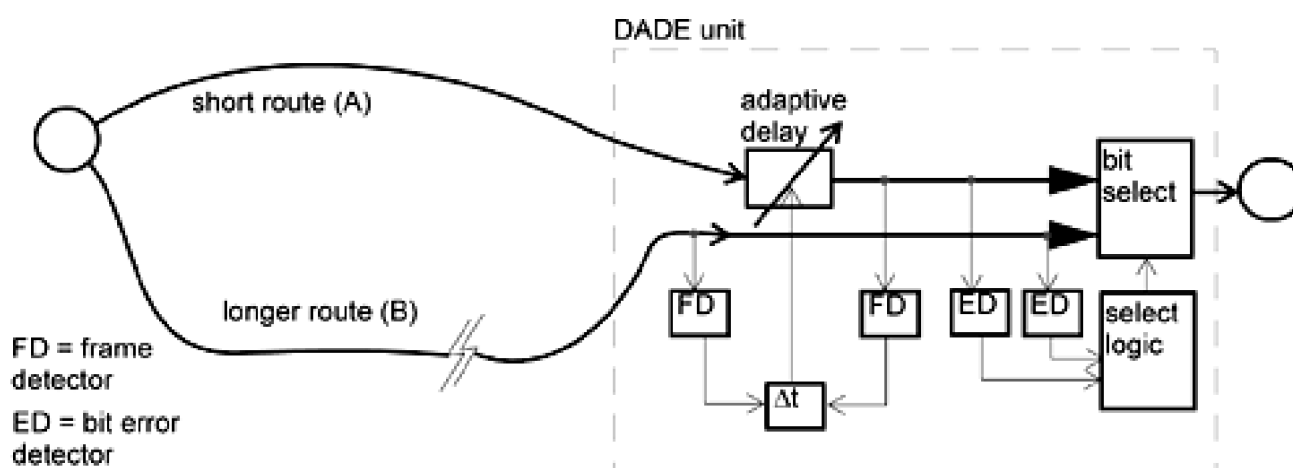 DADE unit
short route (A)
adaptive
delay
bit
select
longer route (B)
FD
FD
ED
ED
select
logic
Δt
FD = frame
detector
ED = bit error
detector